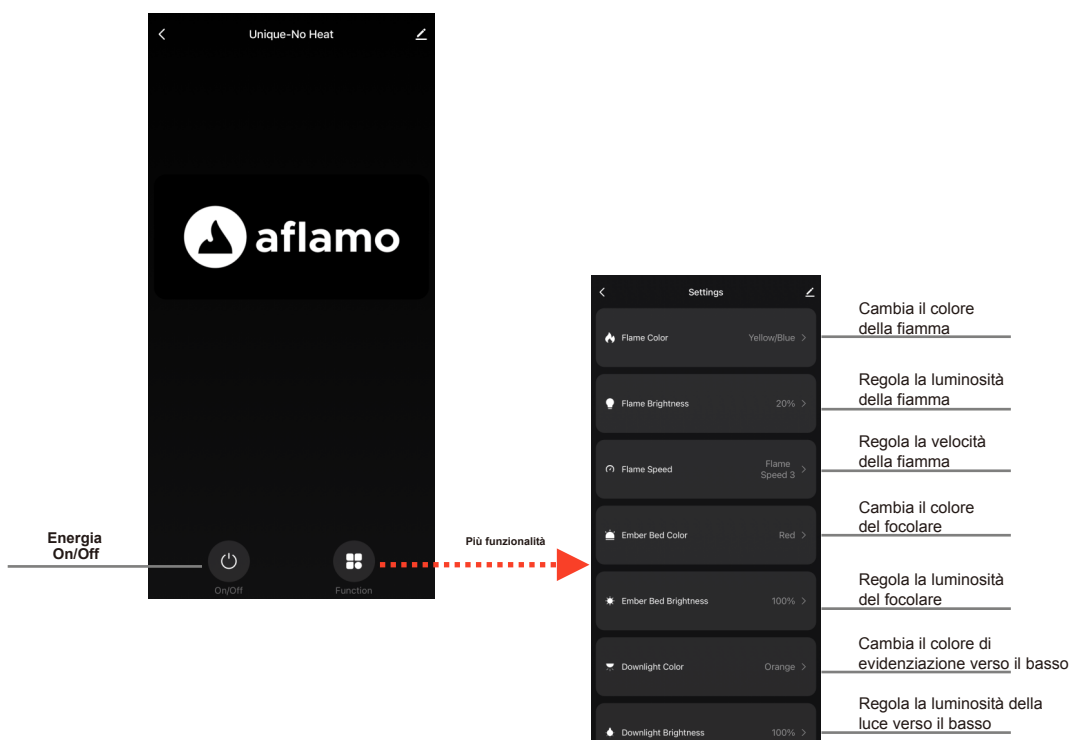 Unique-No Heat
aflamo
Energia
On/Off
On/Off
Function
Più funzionalità
Settings
Flame Color
Yellow/Blue
Cambia il colore
della fiamma
Flame Brightness
20%
Regola la luminosità
della fiamma
Flame Speed
Flame
Speed 3
Regola la velocità
della fiamma
Ember Bed Color
Red
Cambia il colore
del focolare
Ember Bed Brightness
100%
Regola la luminosità
del focolare
Downlight Color
Orange
Cambia il colore di
evidenziazione verso il basso
Downlight Brightness
100%
Regola la luminosità della
luce verso il basso